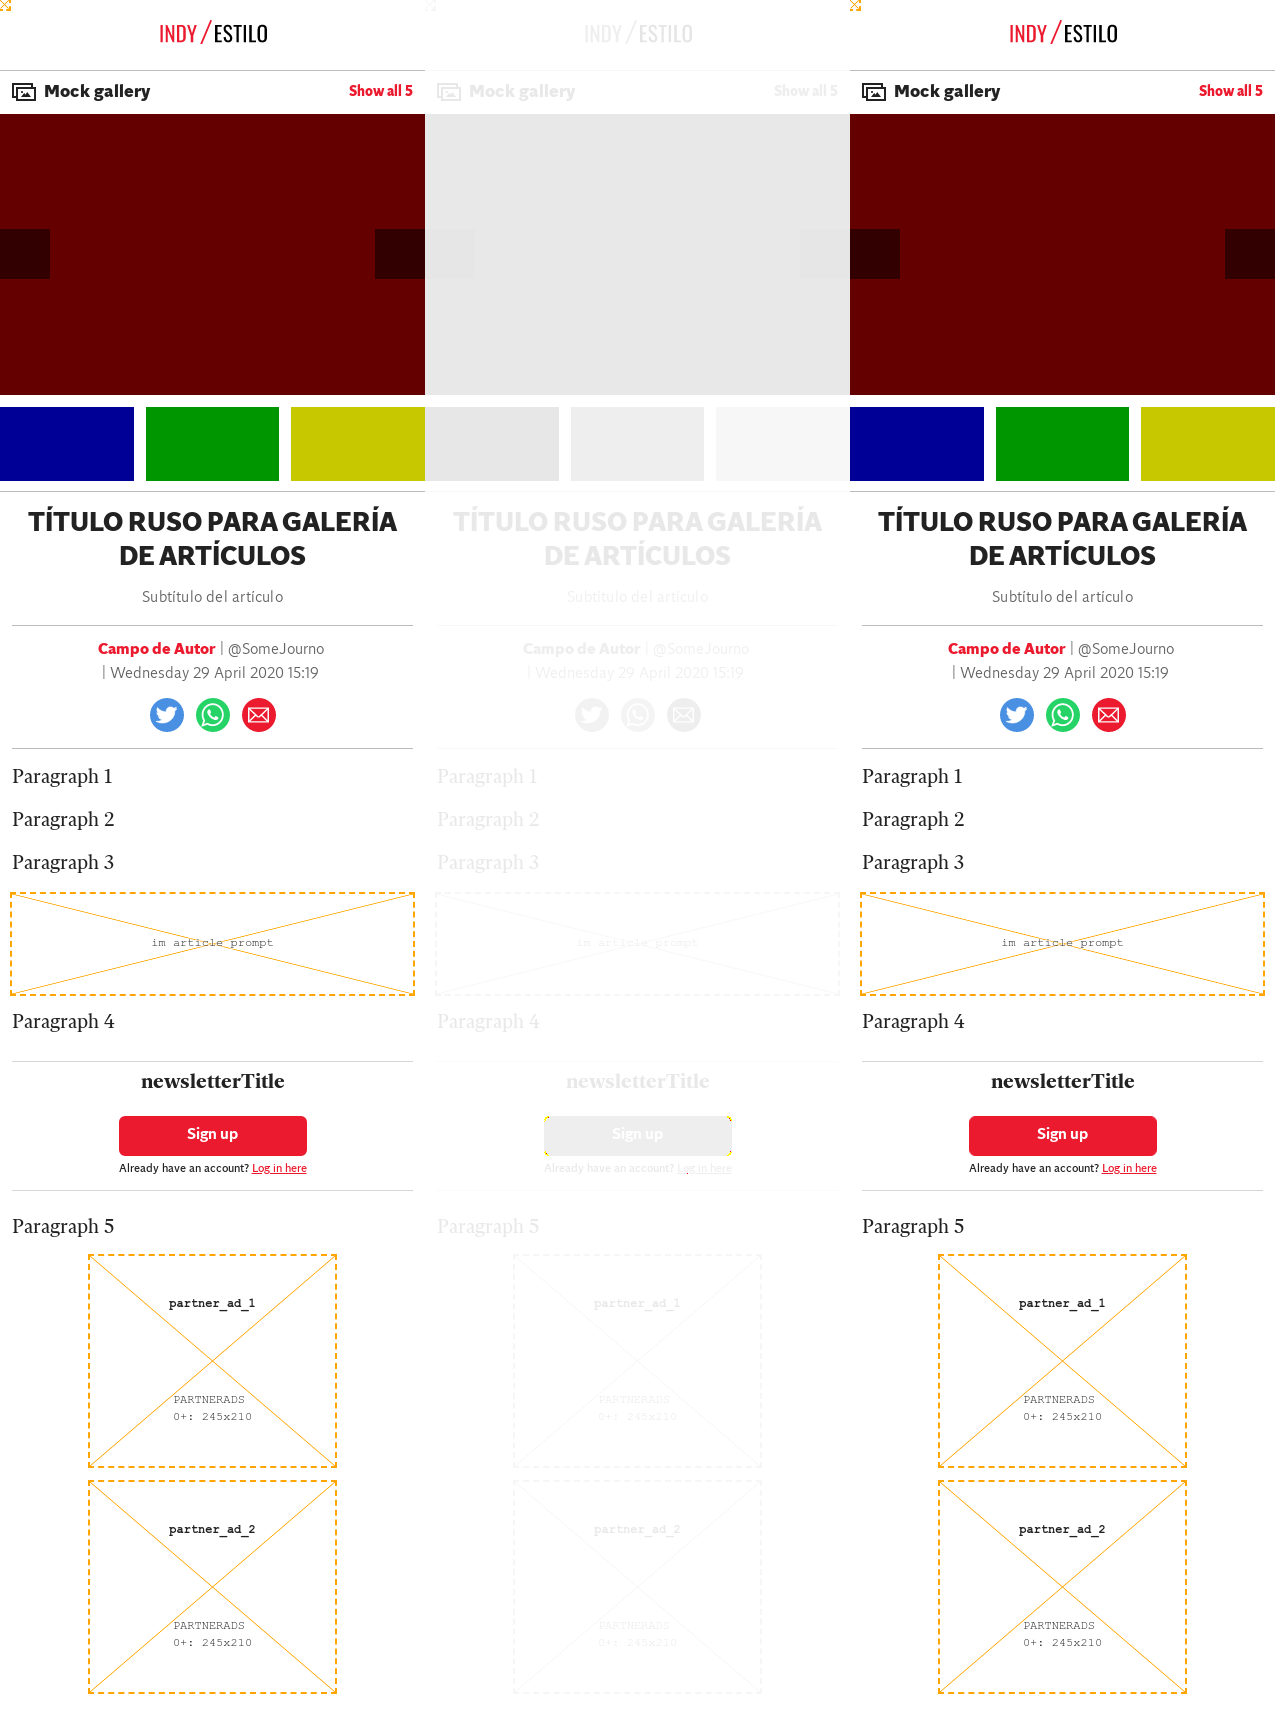 INDY/ESTILO
Mock gallery
Show all 5
TÍTULO RUSO PARA GALERÍA
DE ARTÍCULOS
Subtítulo del artículo
Campo de Autor | @SomeJourno
| Wednesday 29 April 2020 15:19
Paragraph 1
Paragraph 2
Paragraph 3
im article prompt
Paragraph 4
newsletterTitle
Sign up
Already have an account? Log in here
Paragraph 5
partner_ad_1
PARTNERADS
0+: 245x210
partner_ad_2
PARTNERADS
0+: 245x210
INDY/ESTILO
Mock gallery
Show all 5
TÍTULO RUSO PARA GALERÍA
DE ARTÍCULOS
Subtítulo del artículo
Campo de Autor | @SomeJourno
| Wednesday 29 April 2020 15:19
Paragraph 1
Paragraph 2
Paragraph 3
im article prompt
Paragraph 4
newsletterTitle
Sign up
Already have an account? Log in here
Paragraph 5
partner_ad_1
PARTNERADS
0+: 245x210
partner_ad_2
PARTNERADS
0+: 245x210
INDY/ESTILO
Mock gallery
Show all 5
TÍTULO RUSO PARA GALERÍA
DE ARTÍCULOS
Subtítulo del artículo
Campo de Autor | @SomeJourno
| Wednesday 29 April 2020 15:19
Paragraph 1
Paragraph 2
Paragraph 3
im article prompt
Paragraph 4
newsletterTitle
Sign up
Already have an account? Log in here
Paragraph 5
partner_ad_1
PARTNERADS
0+: 245x210
partner_ad_2
PARTNERADS
0+: 245x210